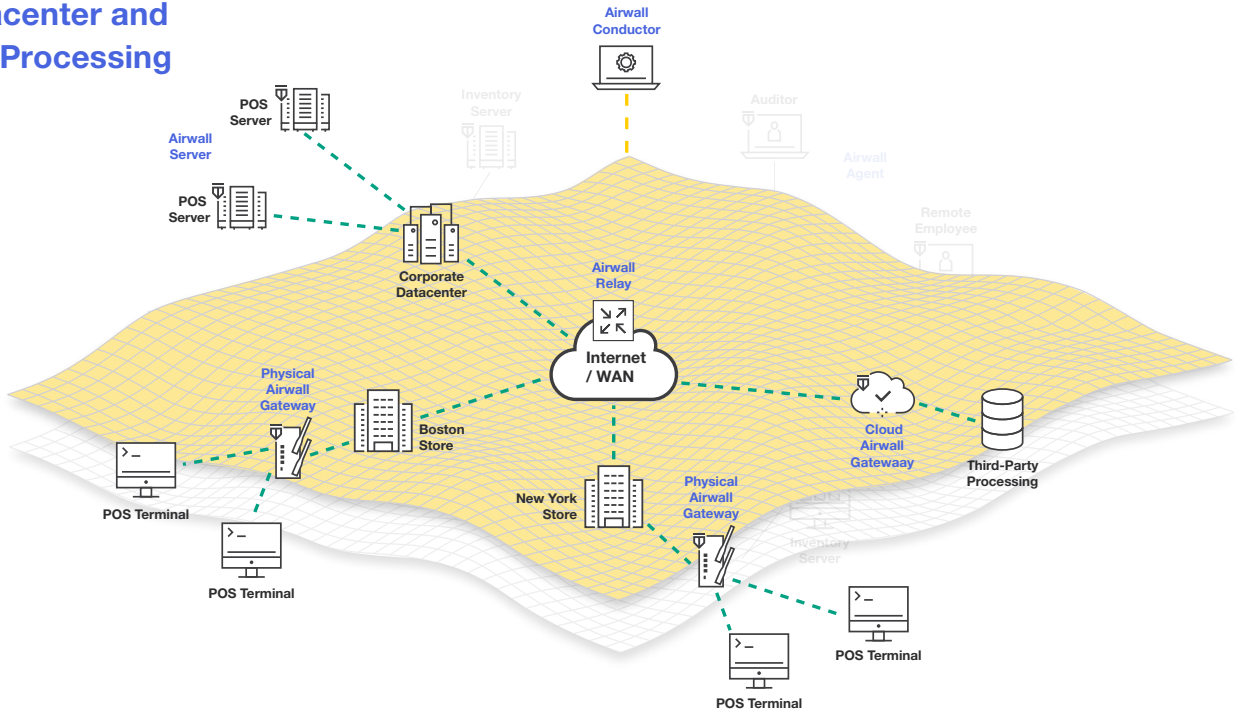 acenter and
Processing
Airwall
Conductor
POS
Server
Inventory
Server
Auditor
Airwall
Server
Airwall
Agent
POS
Server
Remote
Employee
Corporate
Datacenter
Airwall
Relay
Internet
/ WAN
Physical
Airwall
Gateway
Boston
Store
Cloud
Airwall
Gatewaay
Third-Party
Processing
POS Terminal
New York
Store
Physical
Airwall
Gateway
Inventory
Server
POS Terminal
POS Terminal
POS Terminal